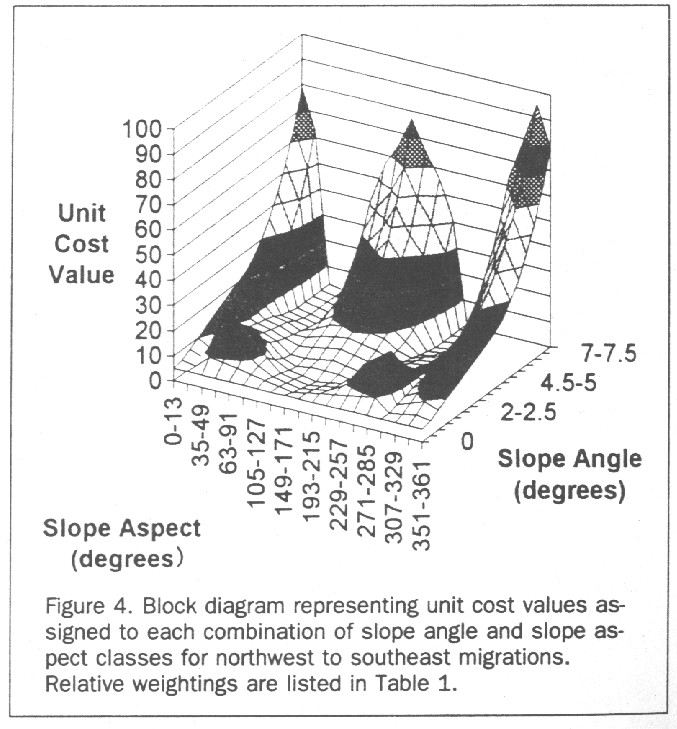 100
90
80
70
60
50
40
30
20
10
0
Unit
Cost
Value
0-13
35-49
63-91
105-127
149-171
193-215
229-257
271-285
307-329
351-361
0
2-2.5
4.5-5
7-7.5
Slope Angle
(degrees)
Slope Aspect
(degrees)
Figure 4. Block diagram representing unit cost values as-
signed to each combination of slope angle and slope as-
pect classes for northwest to southeast migrations.
Relative weightings are listed in Table 1.